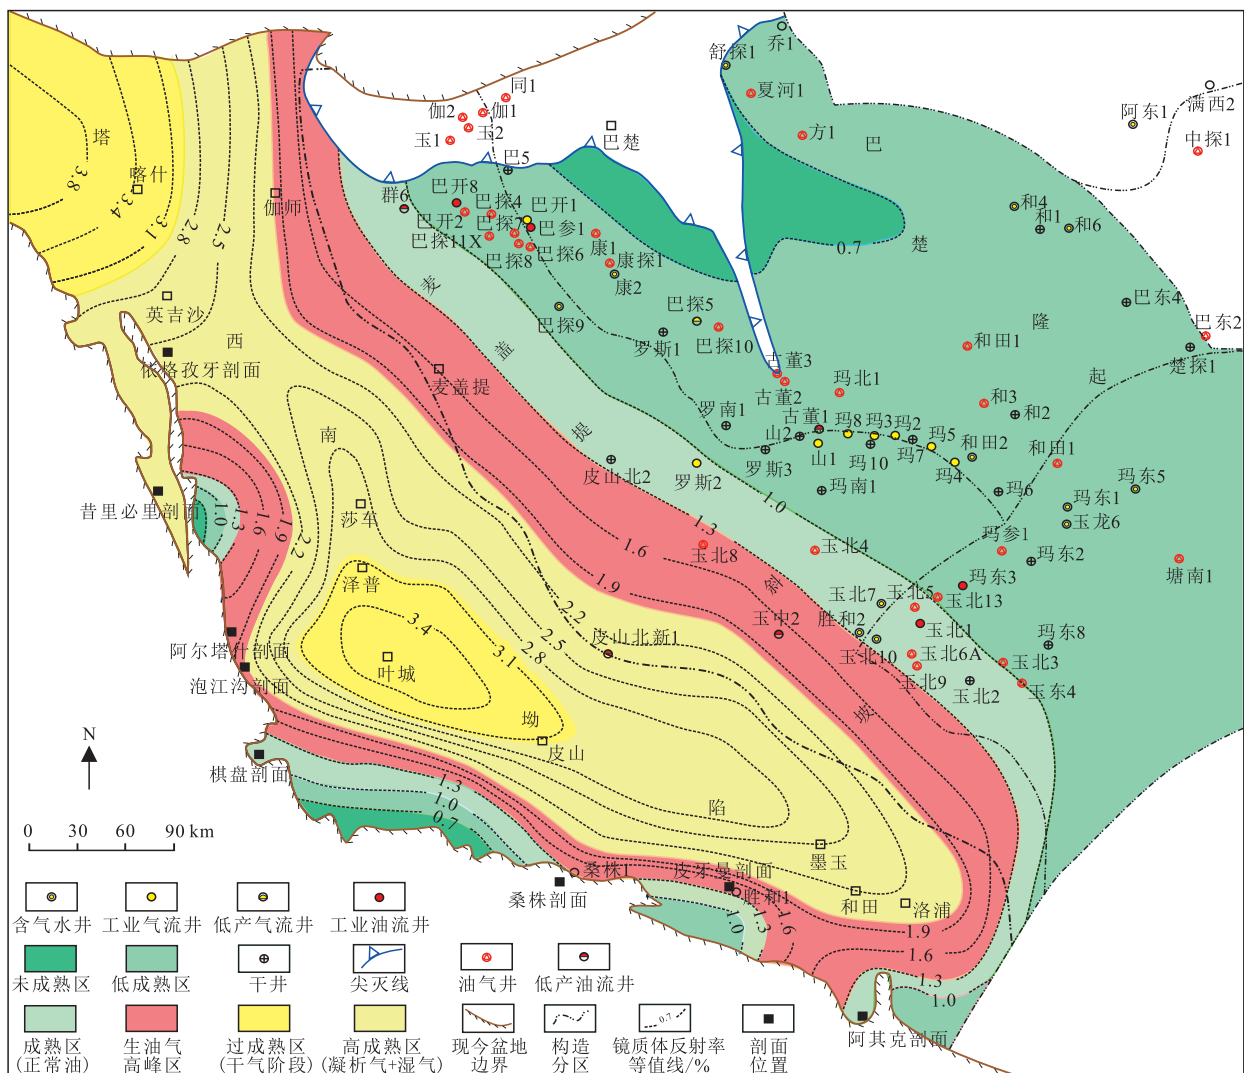 乔1
舒探1
夏河1
满西2
阿东1
中探1
同1
伽2
伽1
玉2
玉1
巴楚
方1
巴
塔
喀什
3.8
3.4
3.1
2.8
2.5
伽师
巴5
群6
巴开8
巴探4
巴开1
巴开2
巴探7
巴参1
巴探11X
巴探8
巴探6
康1
康探1
康2
0.7
楚
和4
和1
和6
英吉沙
麦
巴探9
巴探5
罗斯1
巴探10
隆
巴东4
巴东2
和田1
楚探1
西
依格孜牙剖面
盖
麦盖提
古董3
古董2
玛北1
起
和3
和2
南
提
罗南1
古董1
玛8
玛3
玛2
山2
玛5
和田2
和田1
罗斯3
山1
玛10
玛7
玛4
皮山北2
罗斯2
玛南1
玛6
玛东5
玛东1
玉龙6
莎车
昔里必里剖面
1.0
1.3
1.6
1.9
2.2
1.0
1.3
1.6
1.9
2.2
2.5
2.8
3.1
3.4
玉北8
玉北4
玛参1
玛东2
塘南1
泽普
斜
玛东3
玉北7
玉北5
玉北13
玉中2
胜和2
玉北1
玛东8
皮山北新1
阿尔塔什剖面
叶城
玉北10
玉北6A
玉北3
泡江沟剖面
玉北9
玉北2
玉东4
坡
坳
N
皮山
棋盘剖面
1.3
1.0
0.7
陷
0 30 60 90 km
墨玉
桑株1
皮牙曼剖面
桑株剖面
胜和1
和田
洛浦
1.0
1.3
1.6
1.9
1.6
1.3
1.0
阿其克剖面
含气水井
工业气流井
低产气流井
工业油流井
未成熟区
低成熟区
干井
尖灭线
油气井
低产油流井
成熟区
(正常油)
生油气
高峰区
过成熟区
(干气阶段)
高成熟区
(凝析气+湿气)
现今盆地
边界
构造
分区
0.7
镜质体反射率
等值线/%
剖面
位置